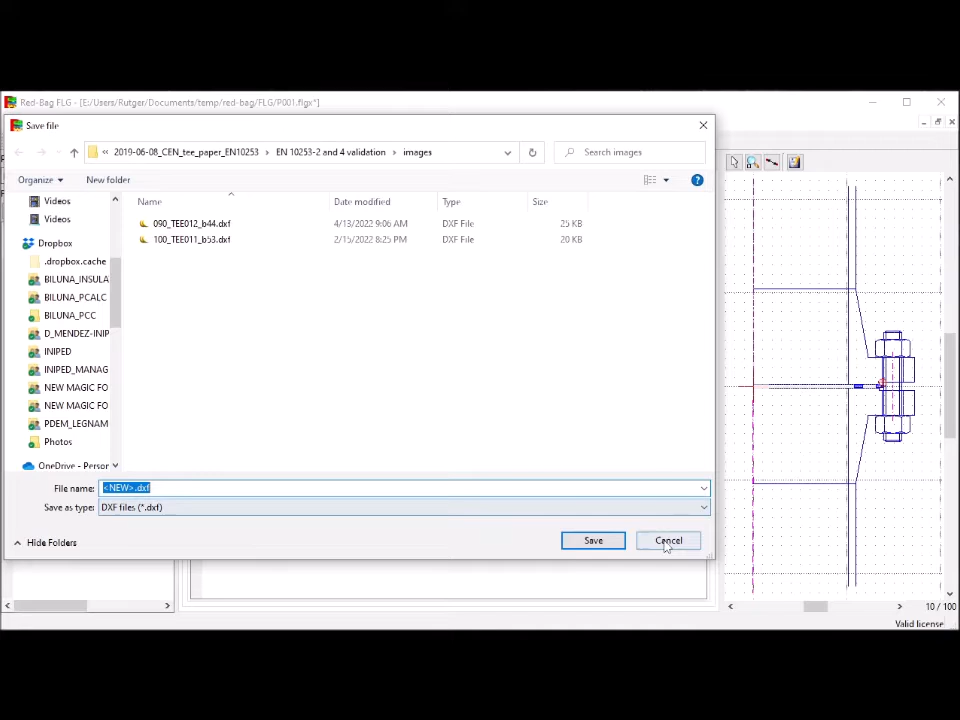 Red-Bag FLG - [E:/Users/Rutger/Documents/temp/red-bag/FLG/P001.flgx*]
Save file
« 2019-06-08_CEN_tee_paper_EN10253 > EN 10253-2 and 4 validation > images
Search images
Organize
New folder
Name Date modified Type Size
Videos
Videos
Dropbox
.dropbox.cache
BILUNA_INSULA
BILUNA_PCALC
BILUNA_PCC
D_MENDEZ-INIP
INIPED
INIPED_MANAG
NEW MAGIC FO
NEW MAGIC FO
PDEM_LEGNAM
Photos
OneDrive - Person
090_TEE012_b44.dxf 4/13/2022 9:06 AM DXF File 25 KB
100_TEE011_b53.dxf 2/15/2022 8:25 PM DXF File 20 KB
File name: <NEW>.dxf
Save as type: DXF files (*.dxf)
Hide Folders
Save
Cancel
10 / 100
Valid license